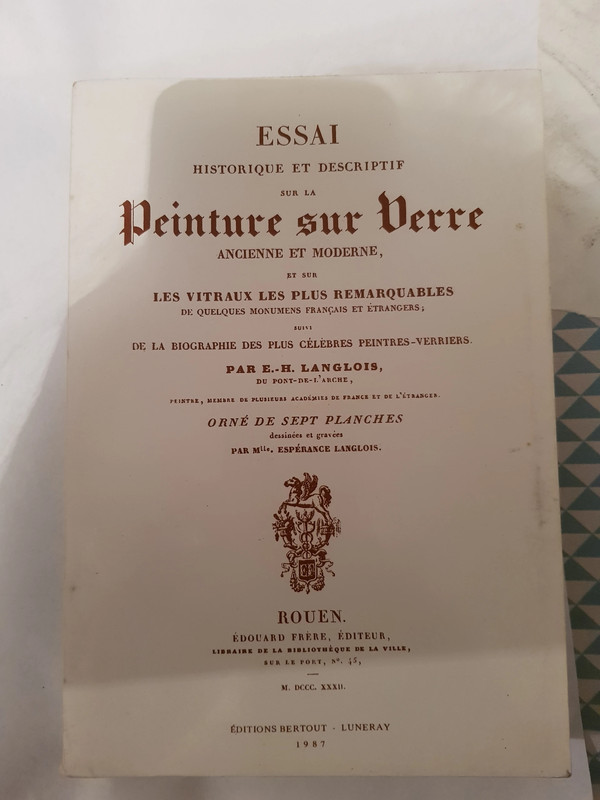 ESSAI
HISTORIQUE ET DESCRIPTIF
SUR LA
Peinture sur Verre
ANCIENNE ET MODERNE,
ET SUR
LES VITRAUX LES PLUS REMARQUABLES
DE QUELQUES MONUMENS FRANÇAIS ET ÉTRANGERS;
SUIVI
DE LA BIOGRAPHIE DES PLUS CÉLÈBRES PEINTRES-VERRIERS.
PAR E.-H. LANGLOIS,
DU PONT-DE-L'ARCHE,
PEINTRE, MEMBRE DE PLUSIEURS ACADÉMIES DE FRANCE ET DE L'ÉTRANGER.
ORNÉ DE SEPT PLANCHES
dessinées et gravées
PAR Mlle. ESPÉRANCE LANGLOIS.
EF
ROUEN.
ÉDOUARD FRÈRE, ÉDITEUR,
LIBRAIRE DE LA BIBLIOTHÈQUE DE LA VILLE,
SUR LE PORT, No. 45,
M. DCCC. XXXII.
ÉDITIONS BERTOUT - LUNERAY
1987